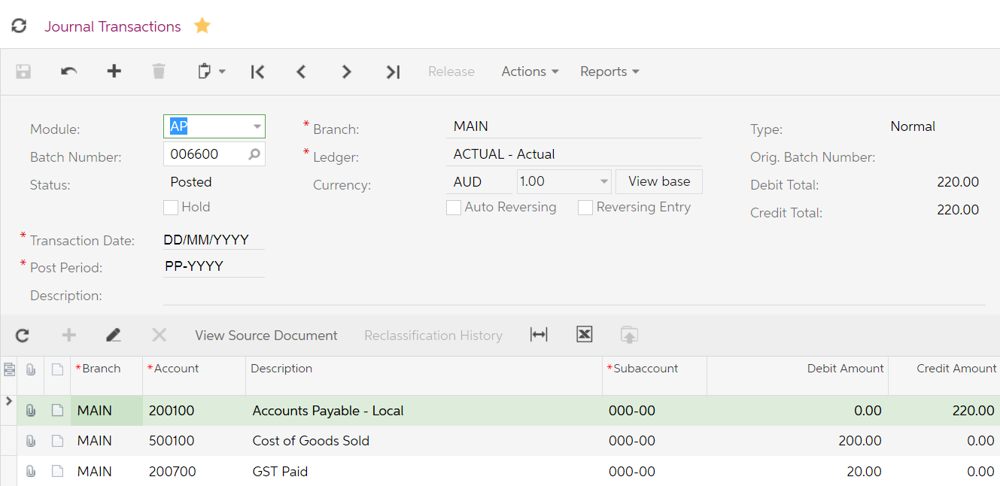 Journal Transactions
Release Actions Reports
Module: AP * Branch: MAIN Type: Normal
Batch Number: 006600 * Ledger: ACTUAL - Actual Orig. Batch Number:
Status: Posted Currency: AUD 1.00 View base Debit Total: 220.00
Hold Auto Reversing Reversing Entry Credit Total: 220.00
* Transaction Date: DD/MM/YYYY
* Post Period: PP-YYYY
Description:
View Source Document Reclassification History
*Branch *Account Description *Subaccount Debit Amount Credit Amount
MAIN 200100 Accounts Payable - Local 000-00 0.00 220.00
MAIN 500100 Cost of Goods Sold 000-00 200.00 0.00
MAIN 200700 GST Paid 000-00 20.00 0.00